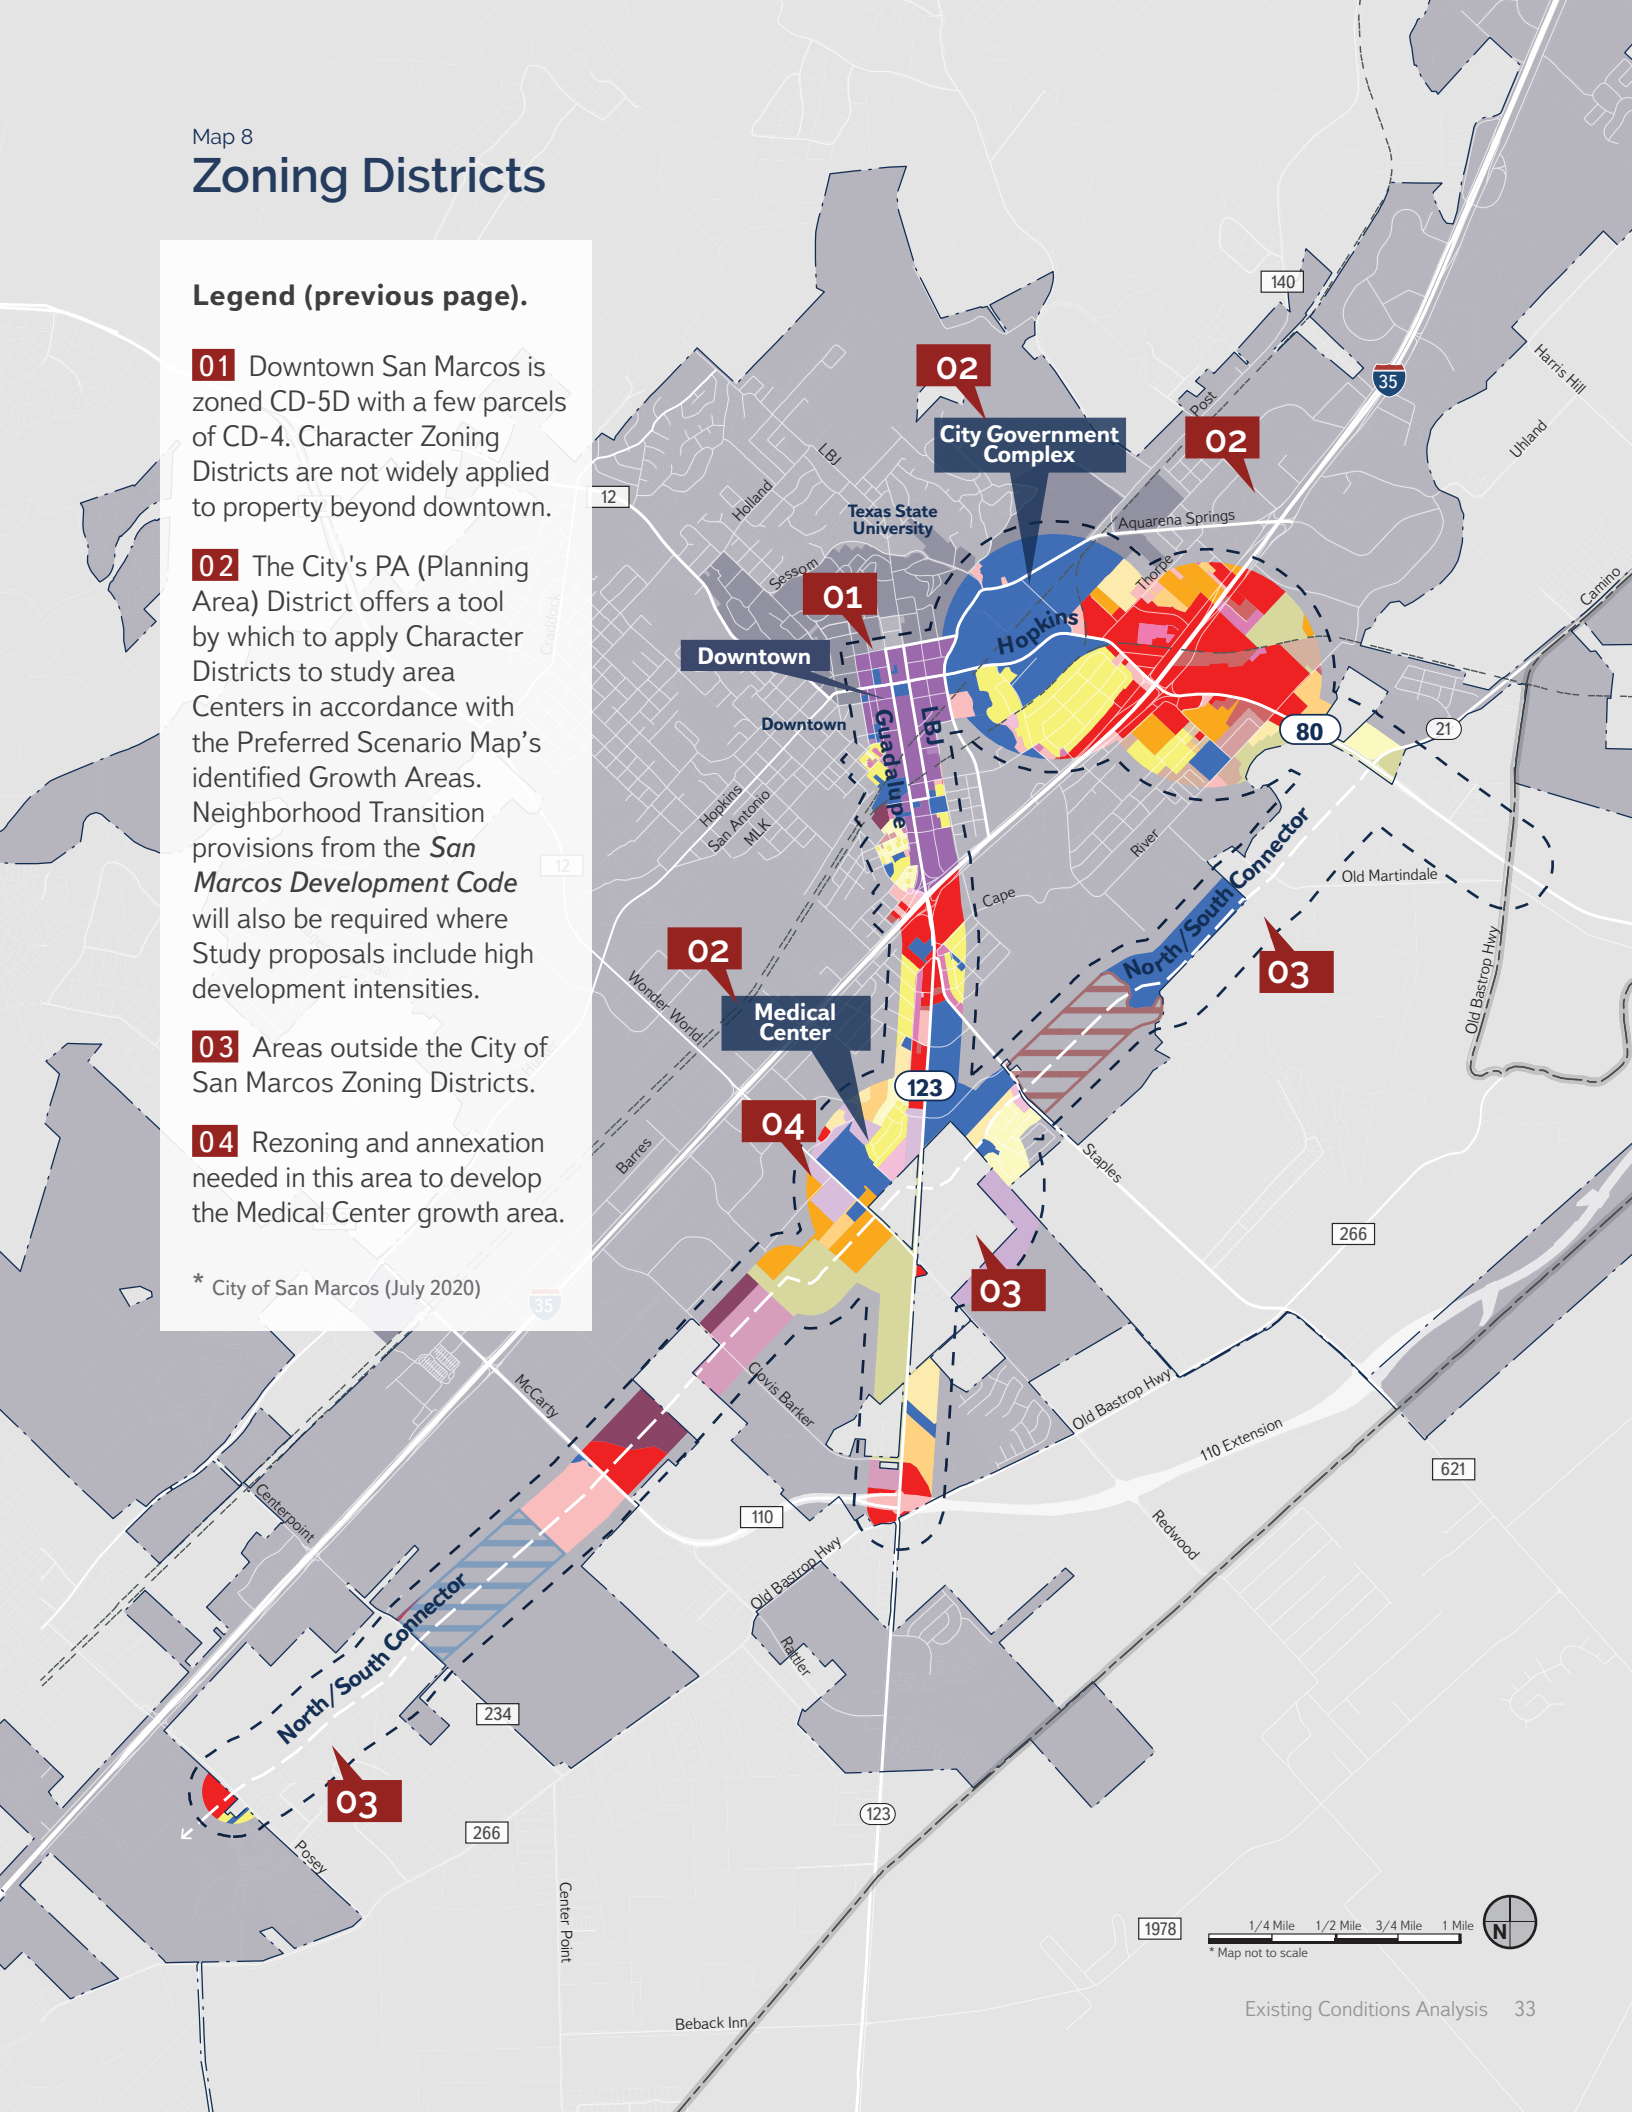 Map 8
Zoning Districts
Legend (previous page).
01 Downtown San Marcos is
zoned CD-5D with a few parcels
of CD-4. Character Zoning
Districts are not widely applied
to property beyond downtown.
02 The City's PA (Planning
Area) District offers a tool
by which to apply Character
Districts to study area
Centers in accordance with
the Preferred Scenario Map's
identified Growth Areas.
Neighborhood Transition
provisions from the San
Marcos Development Code
will also be required where
Study proposals include high
development intensities.
03 Areas outside the City of
San Marcos Zoning Districts.
04 Rezoning and annexation
needed in this area to develop
the Medical Center growth area.
* City of San Marcos (July 2020)
140
Harris Hill
35
02
Post
Uhland
City Government
Complex
02
LBJ
12
Holland
Texas State
University
Aquarena Springs
Sessom
Thorpe
Camino
01
Craddock
Hopkins
Downtown
Downtown
Guadalupe
LBJ
80
21
Hopkins
San Antonio
MLK
River
North/South Connector
12
Old Martindale
Cape
02
03
Old Bastrop Hwy
Wonder World
Medical
Center
123
04
Barres
Staples
266
03
35
McCarty
Clovis Barker
Old Bastrop Hwy
110 Extension
621
Centerpoint
110
Redwood
Old Bastrop Hwy
North/South Connector
Rattler
234
03
123
266
Posey
Center Point
1978
1/4 Mile 1/2 Mile 3/4 Mile 1 Mile
N
* Map not to scale
Existing Conditions Analysis 33
Beback Inn